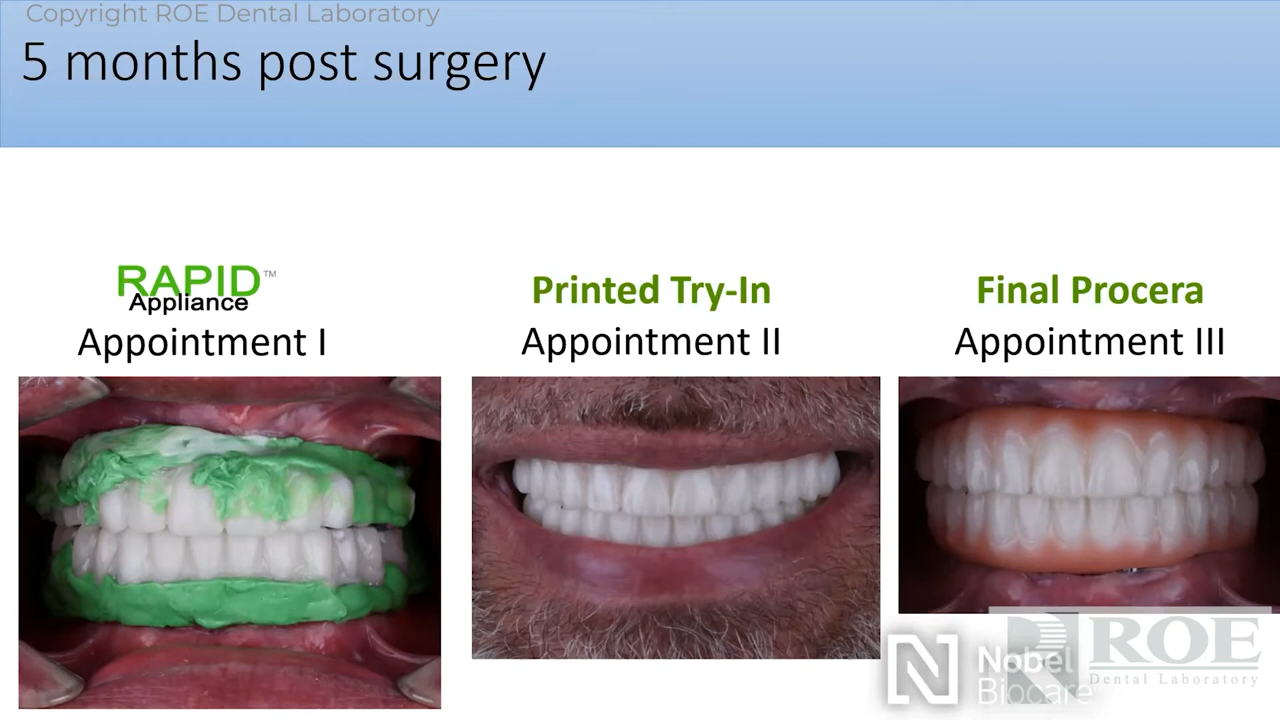 Copyright ROE Dental Laboratory
5 months post surgery
RAPID™
Appliance
Appointment I
Printed Try-In
Appointment II
Final Procera
Appointment III
Nobel
Biocare
ROE
Dental Laboratory